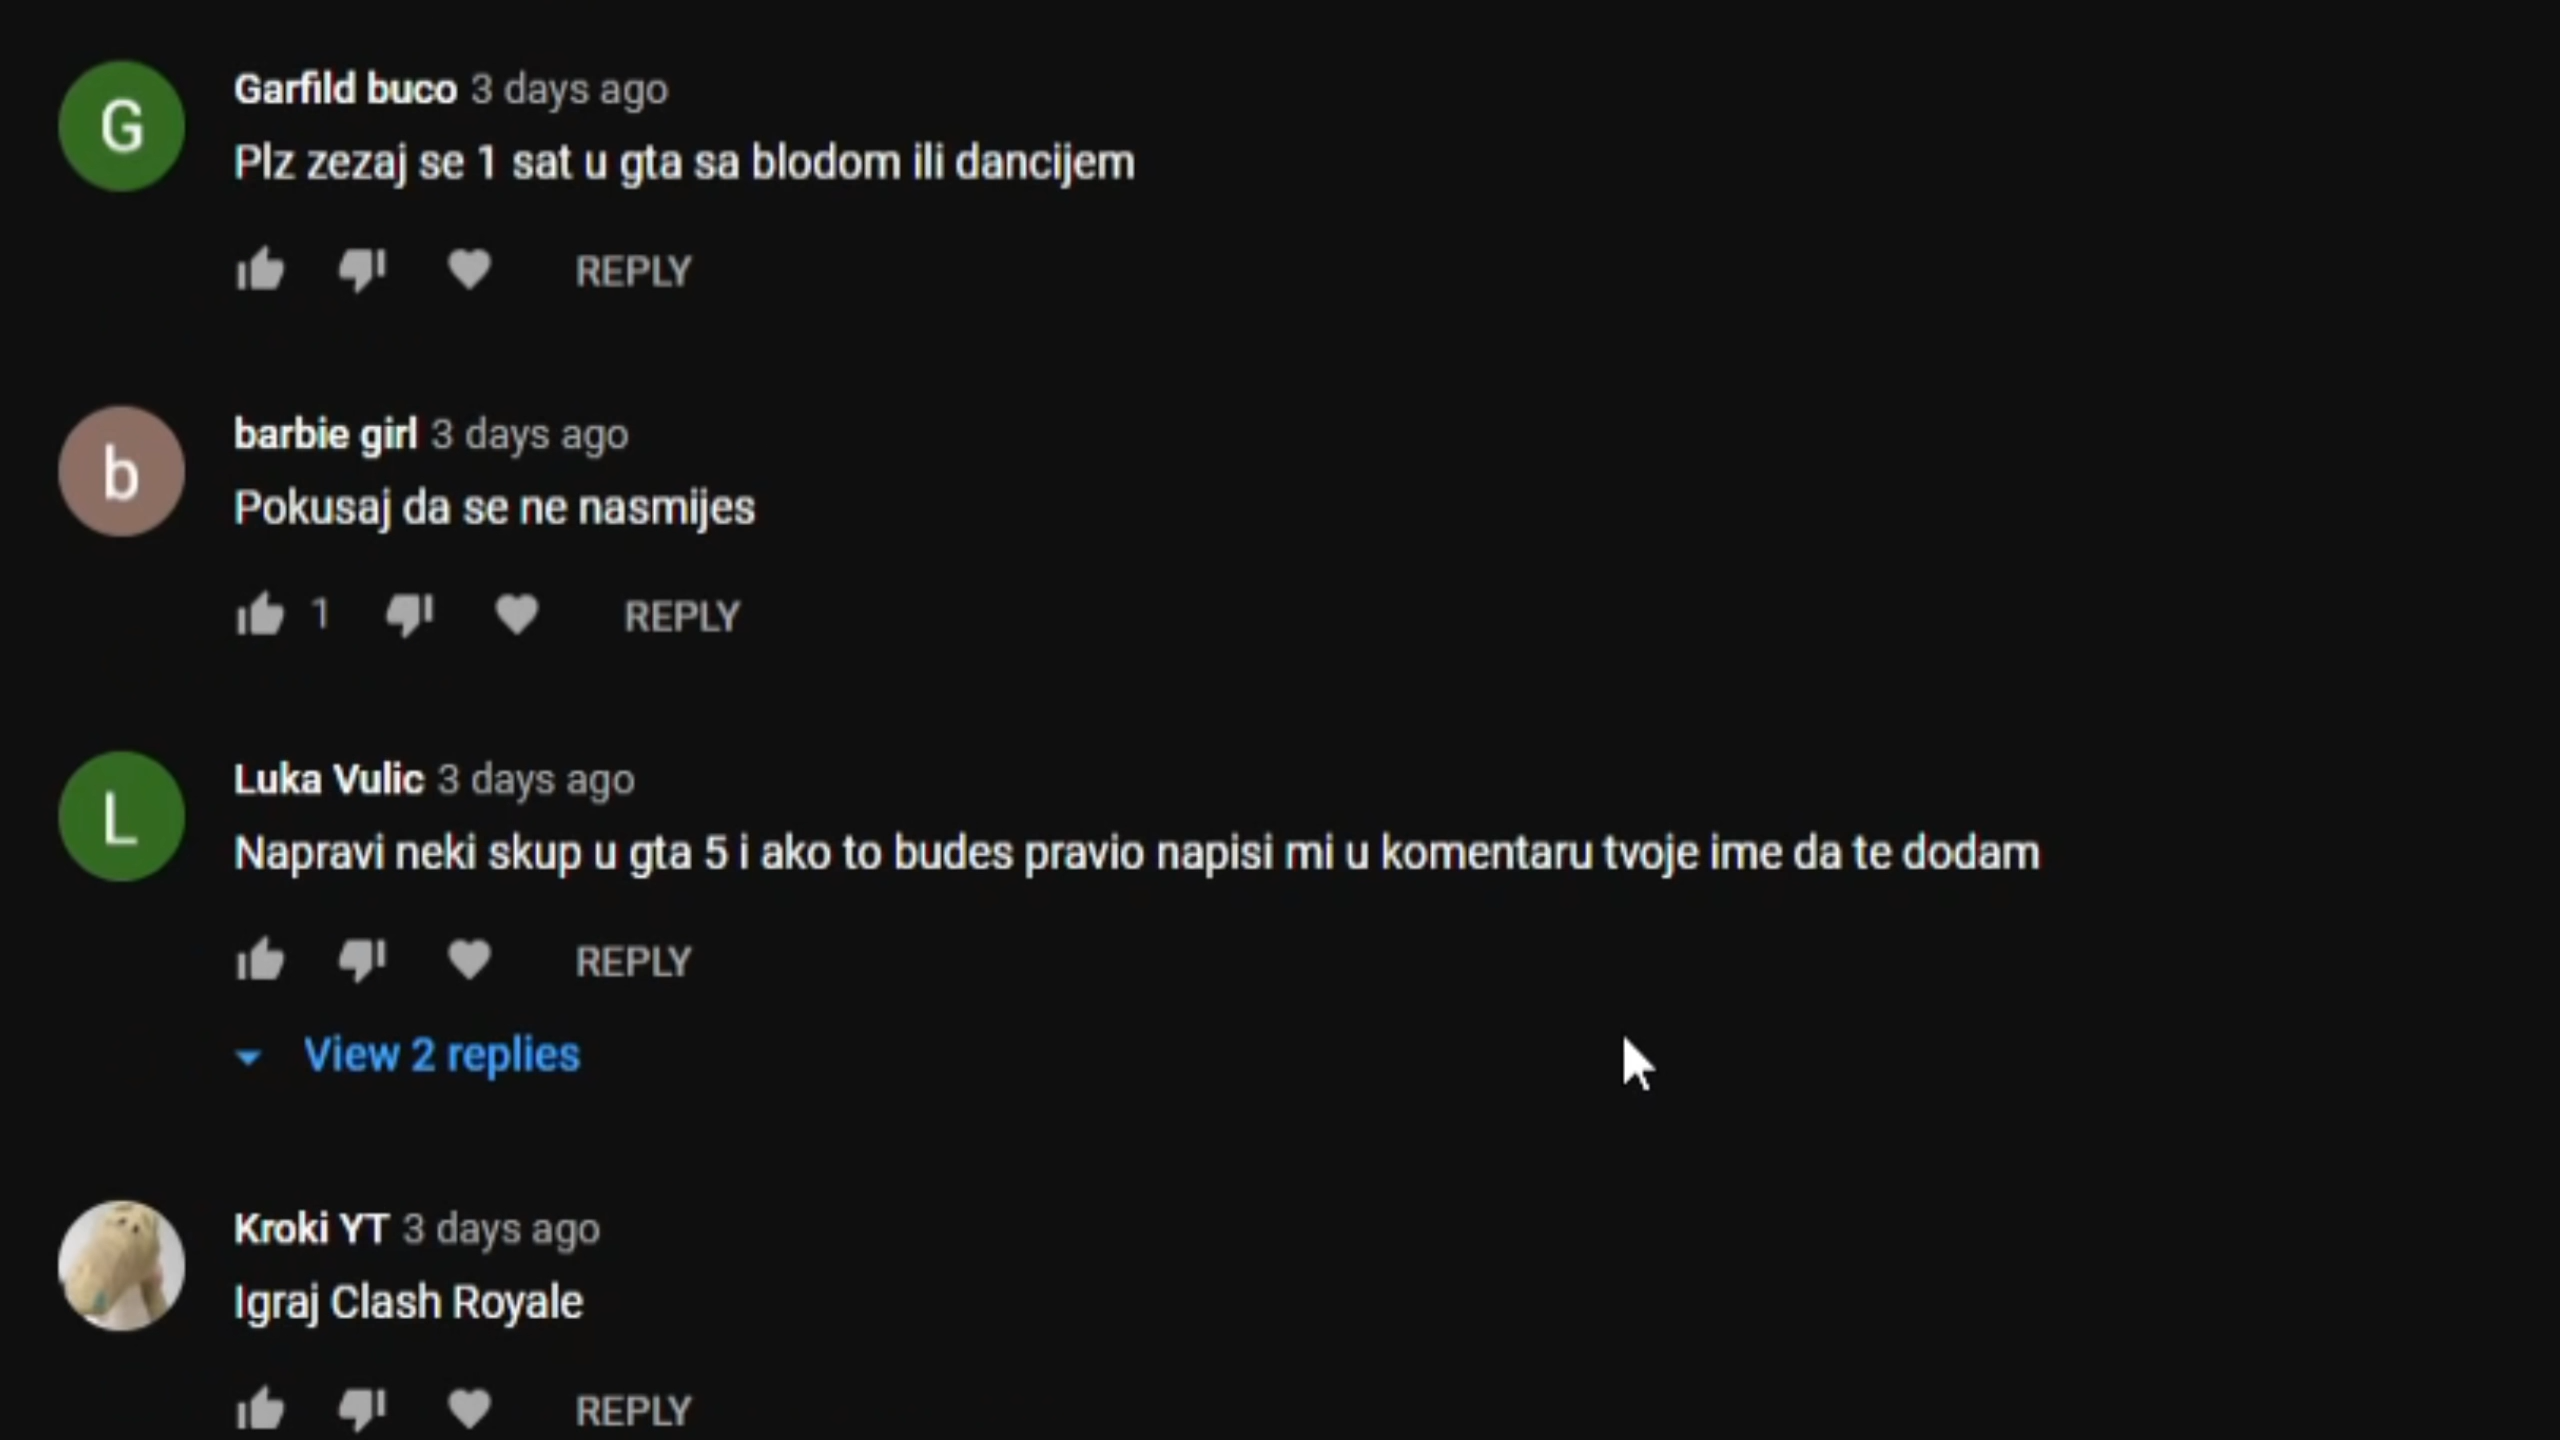 G
Garfild buco 3 days ago
Plz zezaj se 1 sat u gta sa blodom ili dancijem
REPLY
b
barbie girl 3 days ago
Pokusaj da se ne nasmijes
1 REPLY
L
Luka Vulic 3 days ago
Napravi neki skup u gta 5 i ako to budes pravio napisi mi u komentaru tvoje ime da te dodam
REPLY
View 2 replies
Kroki YT 3 days ago
Igraj Clash Royale
REPLY